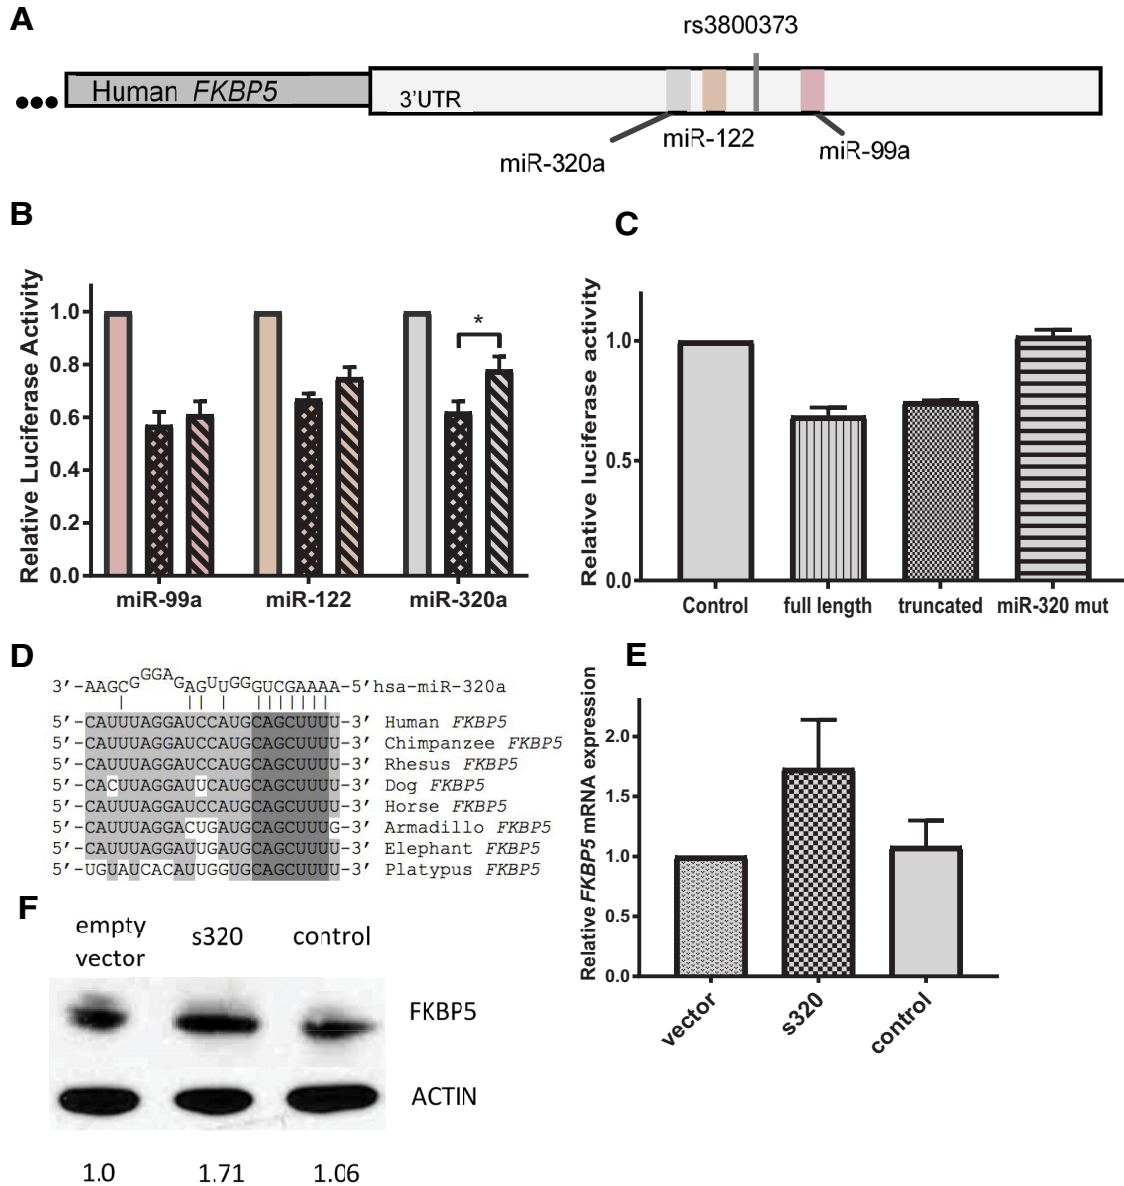 A
rs3800373
Human FKBP5
3'UTR
miR-320a
miR-122
miR-99a
B
Relative Luciferase Activity
1.0
0.8
0.6
0.4
0.2
0.0
*
miR-99a
miR-122
miR-320a
C
Relative luciferase activity
1.0
0.5
0.0
Control
full length
truncated
miR-320 mut
D
3’-AAGCGGGAGAGUUGGGUCGAAAA-5’hsa-miR-320a
5’-CAUUUAGGAUCCAUGCAGCUUUU-3’ Human FKBP5
5’-CAUUUAGGAUCCAUGCAGCUUUU-3’ Chimpanzee FKBP5
5’-CAUUUAGGAUCCAUGCAGCUUUU-3’ Rhesus FKBP5
5’-CACUUAGGAUUCAUGCAGCUUUU-3’ Dog FKBP5
5’-CAUUUAGGAUCCAUGCAGCUUUU-3’ Horse FKBP5
5’-CAUUUAGGACUGAUGCAGCUUUG-3’ Armadillo FKBP5
5’-CAUUUAGGAUUGAUGCAGCUUUU-3’ Elephant FKBP5
5’-UGUAUCACAUUGGUGCAGCUUUU-3’ Platypus FKBP5
E
Relative FKBP5 mRNA expression
2.0
1.5
1.0
0.5
0.0
vector
s320
control
F
empty
vector
s320
control
FKBP5
ACTIN
1.0
1.71
1.06